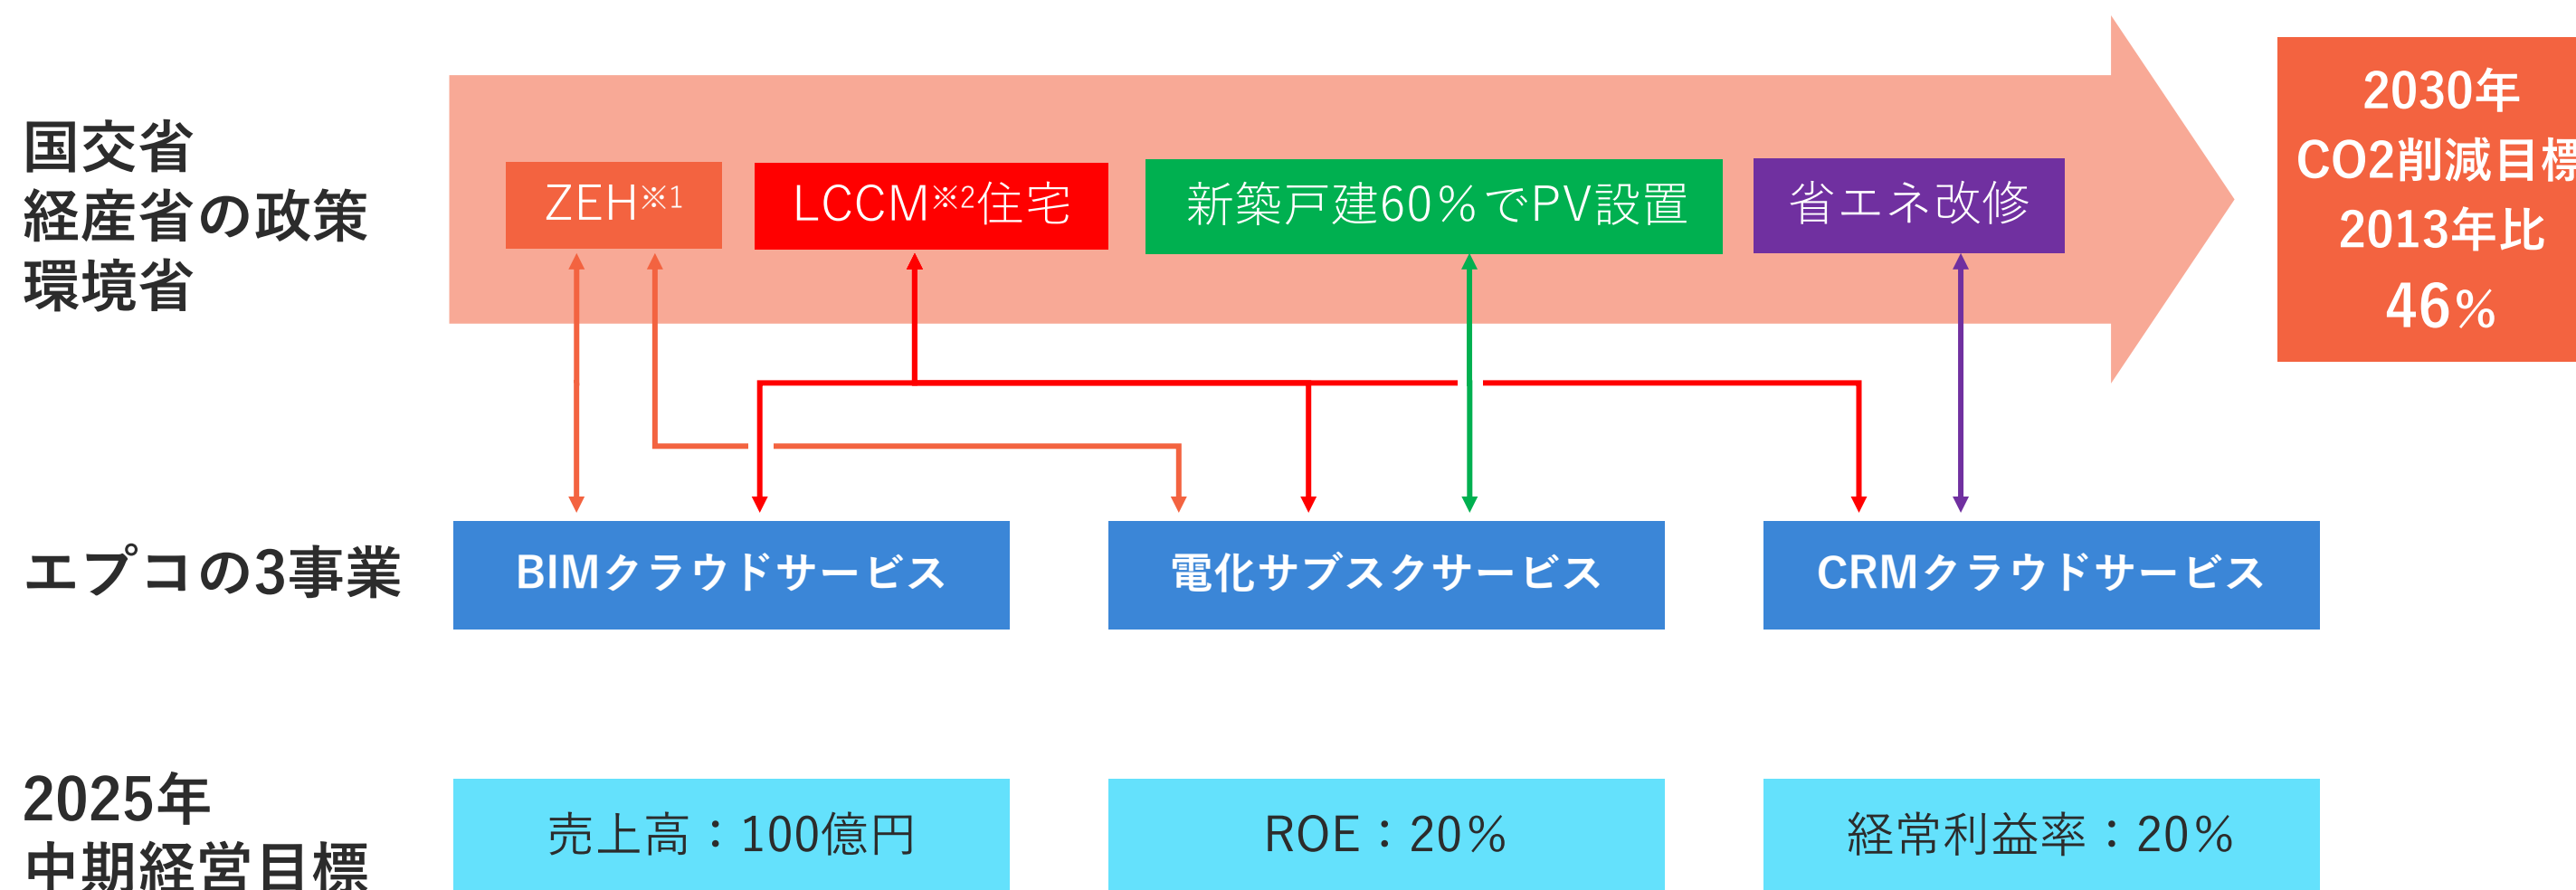 国交省
経産省の政策
環境省
ZEH※1
LCCM※2住宅
新築戸建60％でPV設置
省エネ改修
2030年
CO2削減目標
2013年比
46％
エプコの3事業
BIMクラウドサービス
電化サブスクサービス
CRMクラウドサービス
2025年
中期経営目標
売上高：100億円
ROE：20％
経常利益率：20％